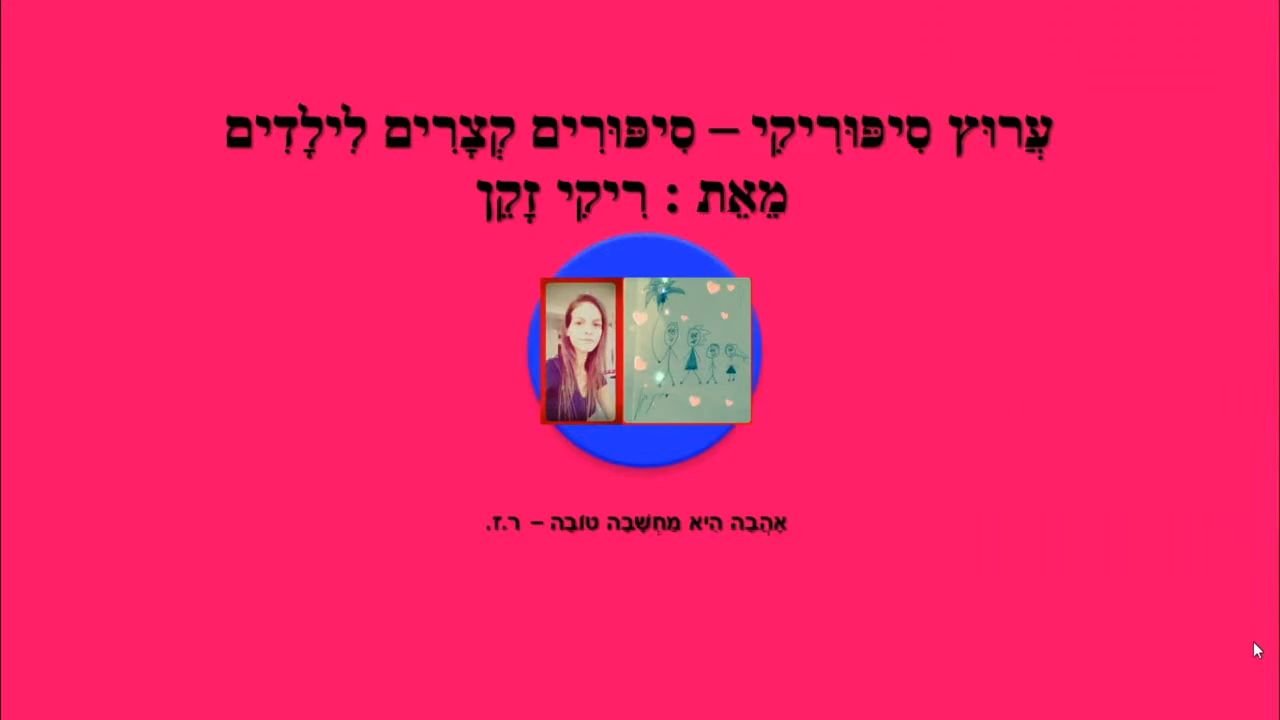 עֲרוּץ סִיפּוּרִיקִי – סִיפּוּרִים קְצָרִים לִילָדִים
מֵאֵת : רִיקִי זָקֵן
אַהֲבַה הִיא מַחְשָׁבַה טוֹבַה – ר.ז.